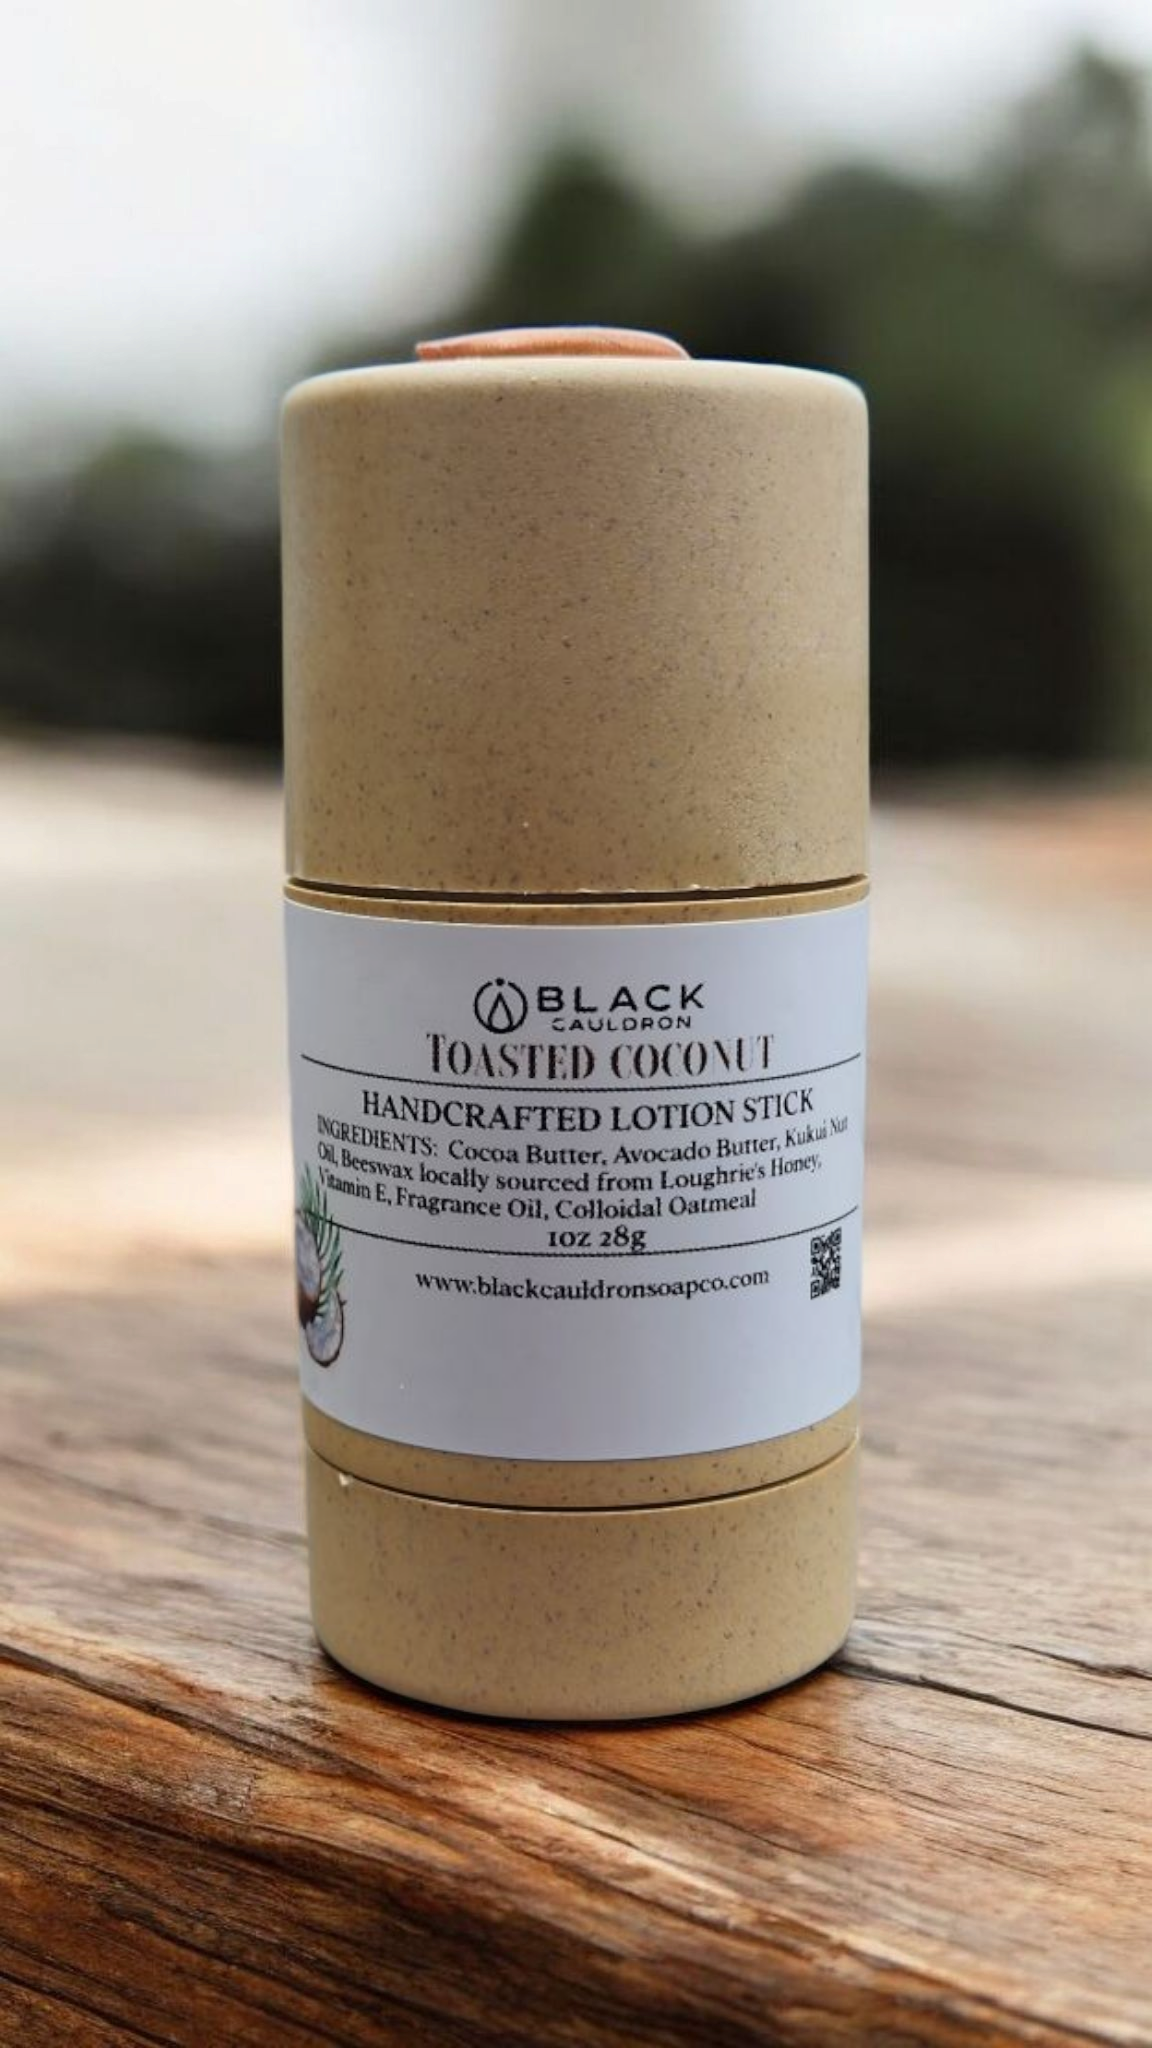 BLACK
CAULDRON
TOASTED COCONUT
HANDCRAFTED LOTION STICK
INGREDIENTS: Cocoa Butter, Avocado Butter, Kukui Nut
Oil, Beeswax locally sourced from Loughrie's Honey,
Vitamin E, Fragrance Oil, Colloidal Oatmeal
1oz 28g
www.blackcauldronsoapco.com